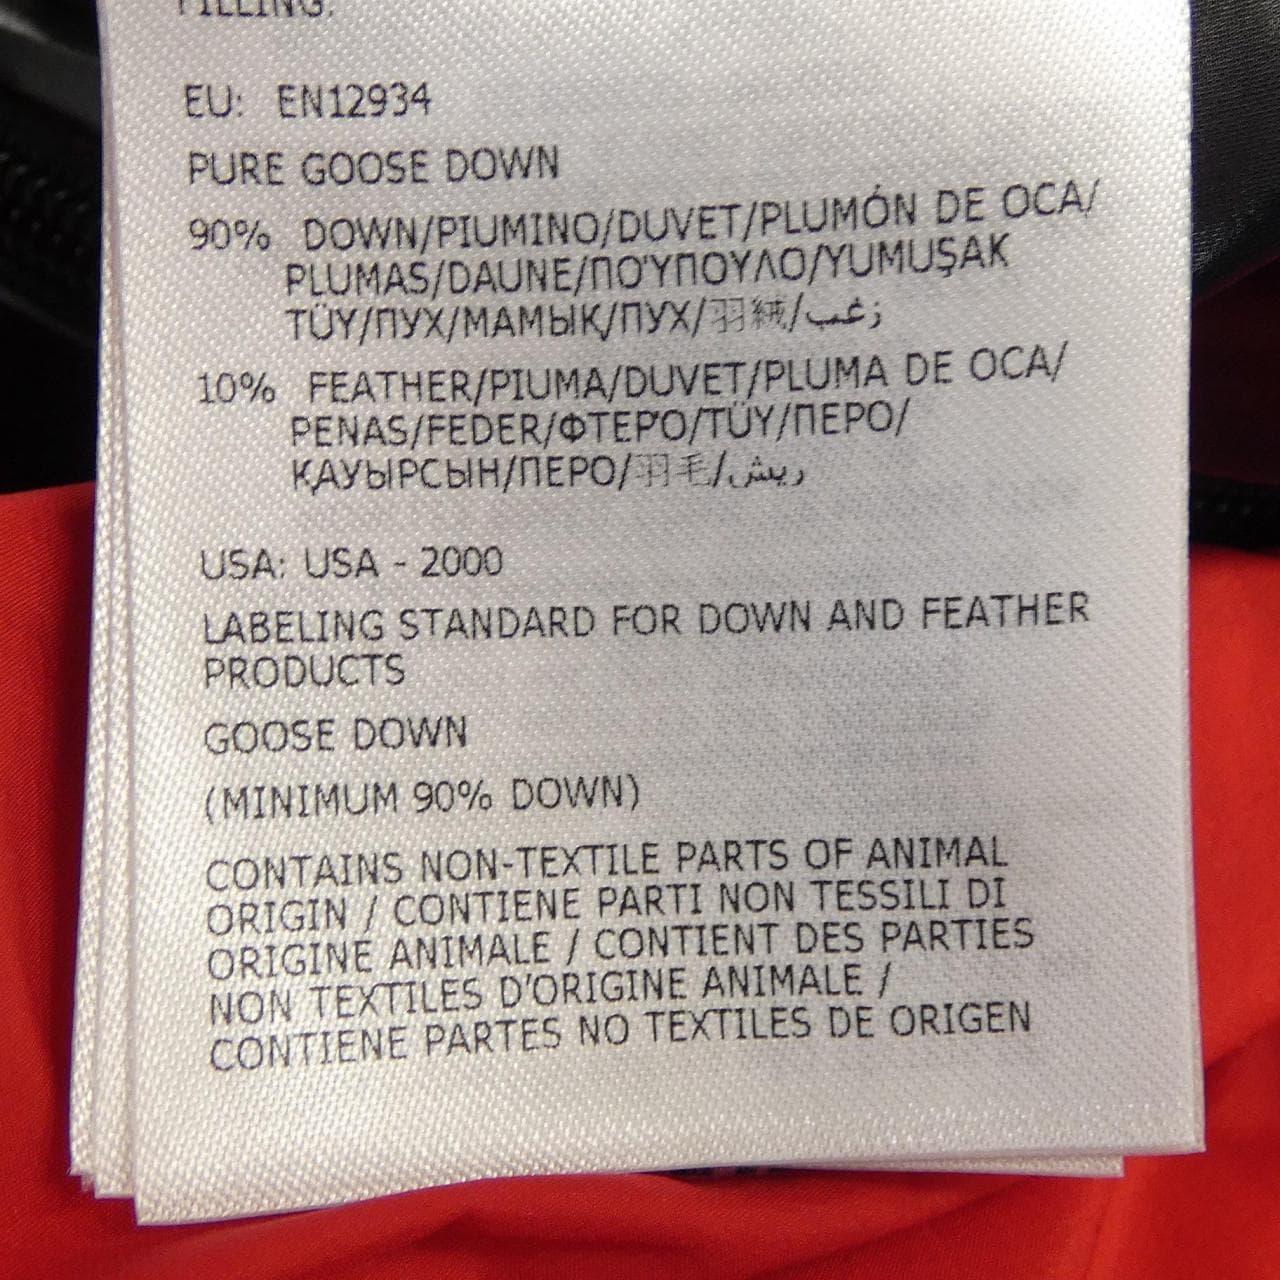 FILLING:
EU: EN12934
PURE GOOSE DOWN
90% DOWN/PIUMINO/DUVET/PLUMÓN DE OCA/
PLUMAS/DAUNE/ΠΟΎΠΟΥΛΟ/YUMUŞAK
TÜY/ПУХ/МАМЫҚ/ПУХ/羽絨/زغب
10% FEATHER/PIUMA/DUVET/PLUMA DE OCA/
PENAS/FEDER/ΦΤΕΡΌ/TÜY/ПЕРО/
ҚАУЫРСЫН/ПЕРО/羽毛/ريش
USA: USA - 2000
LABELING STANDARD FOR DOWN AND FEATHER
PRODUCTS
GOOSE DOWN
(MINIMUM 90% DOWN)
CONTAINS NON-TEXTILE PARTS OF ANIMAL
ORIGIN / CONTIENE PARTI NON TESSILI DI
ORIGINE ANIMALE / CONTIENT DES PARTIES
NON TEXTILES D'ORIGINE ANIMALE /
CONTIENE PARTES NO TEXTILES DE ORIGEN